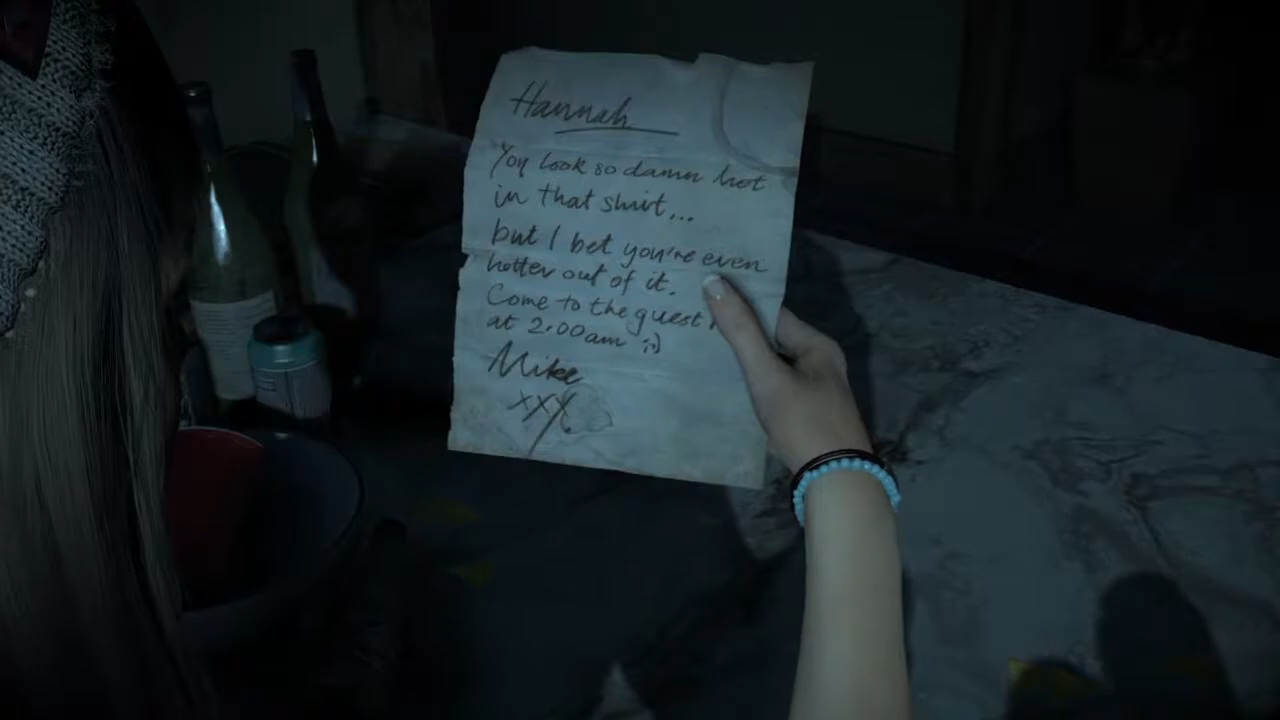 Hannah
You look so damn hot
in that shirt...
but I bet you're even
hotter out of it.
Come to the guest
at 2.00am ;)
Mike
xxx